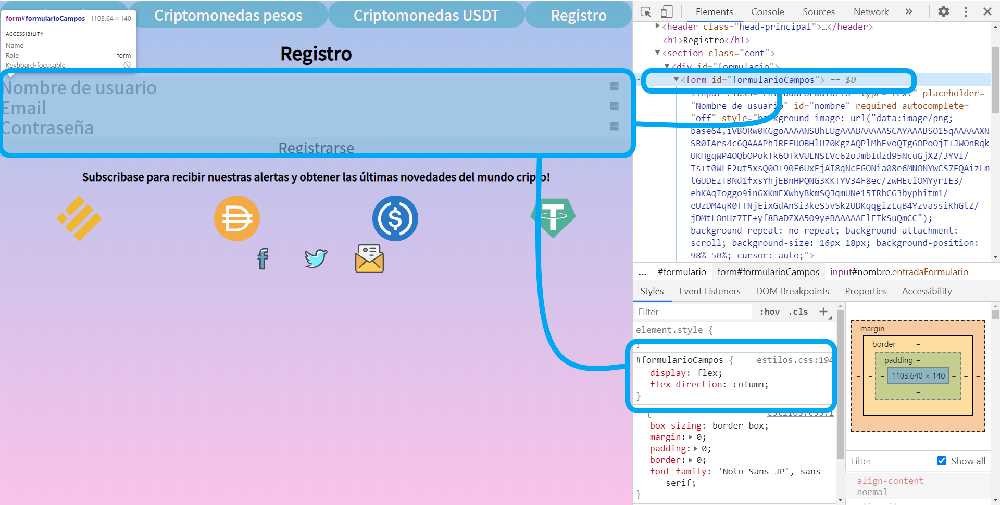 Criptomonedas pesos
Criptomonedas USDT
Registro
form#formularioCampos 1103.64 × 140
ACCESSIBILITY
Name
Role form
Keyboard-focusable
Registro
Nombre de usuario
Email
Contraseña
Registrarse
Subscribase para recibir nuestras alertas y obtener las últimas novedades del mundo cripto!
Elements Console Sources Network »
<header class="head-principal">…</header>
<h1>Registro</h1>
<section class="cont">
<div id="formulario">
<form id="formularioCampos"> == $0
<input class="entradaFormulario" type="text" placeholder=
"Nombre de usuario" id="nombre" required autocomplete=
"off" style="background-image: url("data:image/png;
base64,iVBORw0KGgoAAAANSUhEUgAAABAAAAASCAYAAABSO15qAAAAAXN
SR0IArs4c6QAAAPhJREFUOBHlU70KgzAQPlMhEvoQTg6OPoOjT+JWOnRqk
UKHgqWP4OQbOPokTk6OTkVULNSLVc62oJmbIdzd95NcuGjX2/3YVI/
Ts+t0WLE2ut5xsQ0O+90F6UxFjAI8qNcEGONia08e6MNONYwCS7EQAizLm
tGUDEzTBNd1fxsYhjEBnHPQNG3KKTYV34F8ec/zwHEciOMYyrIE3/
ehKAqIoggo9inGXKmFXwbyBkmSQJqmUNe15IRhCG3byphitm1/
eUzDM4qR0TTNjEixGdAnSi3keS5vSk2UDKqqgizLqB4YzvassiKhGtZ/
jDMtLOnHz7TE+yf8BaDZXA509yeBAAAAAElFTkSuQmCC");
background-repeat: no-repeat; background-attachment:
scroll; background-size: 16px 18px; background-position:
98% 50%; cursor: auto;">
... #formulario form#formularioCampos input#nombre.entradaFormulario
Styles Event Listeners DOM Breakpoints Properties Accessibility
Filter :hov .cls +
element.style {
}
#formularioCampos { estilos.css:194
display: flex;
flex-direction: column;
}
{ estilos.css:1
box-sizing: border-box;
margin: 0;
padding: 0;
border: 0;
font-family: 'Noto Sans JP', sans-
serif;
}
margin –
border –
padding –
– – – 1103.640 × 140 – – –
–
–
–
Filter Show all
align-content
normal